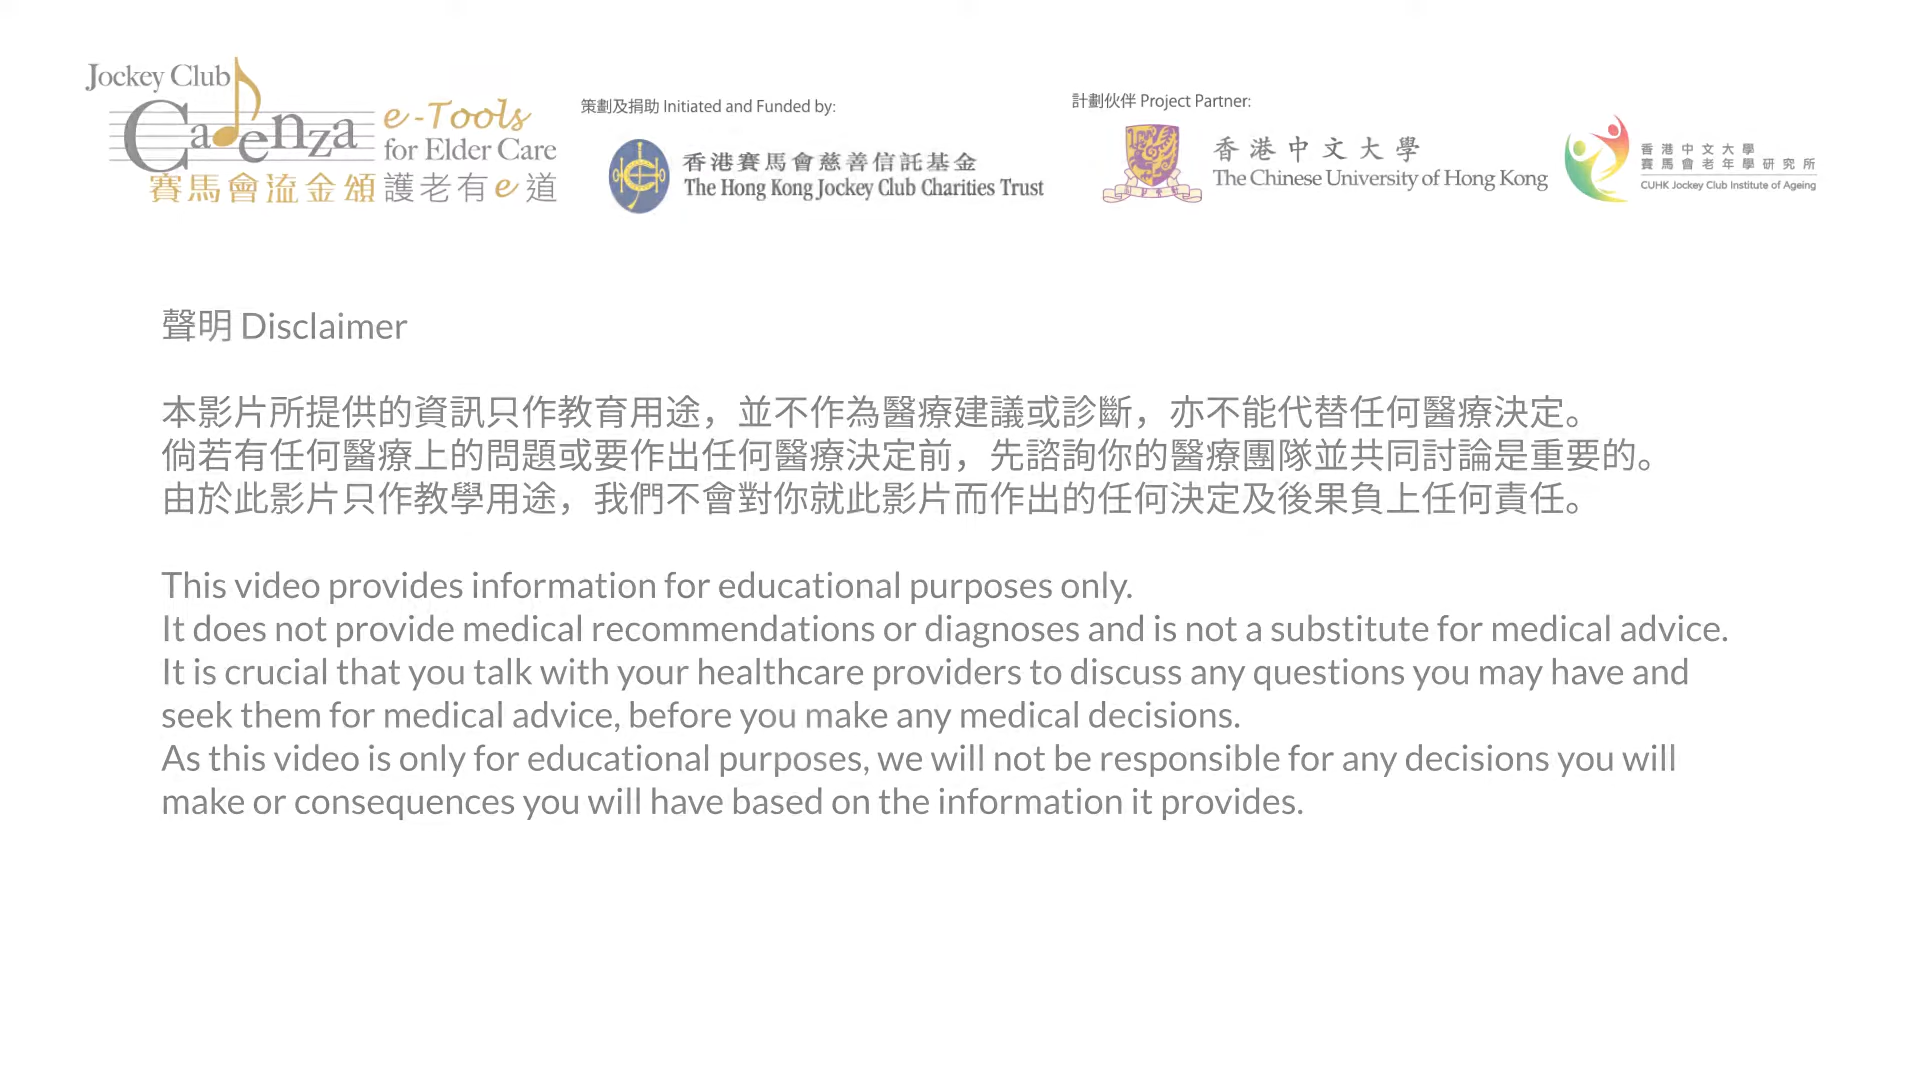 Jockey Club
Cadenza
e-Tools
for Elder Care
賽馬會流金頌護老有e道
策劃及捐助 Initiated and Funded by:
香港賽馬會慈善信託基金
The Hong Kong Jockey Club Charities Trust
計劃伙伴 Project Partner:
香港中文大學
The Chinese University of Hong Kong
香港中文大學
賽馬會老年學研究所
CUHK Jockey Club Institute of Ageing
聲明 Disclaimer
本影片所提供的資訊只作教育用途，並不作為醫療建議或診斷，亦不能代替任何醫療決定。
倘若有任何醫療上的問題或要作出任何醫療決定前，先諮詢你的醫療團隊並共同討論是重要的。
由於此影片只作教學用途，我們不會對你就此影片而作出的任何決定及後果負上任何責任。
This video provides information for educational purposes only.
It does not provide medical recommendations or diagnoses and is not a substitute for medical advice.
It is crucial that you talk with your healthcare providers to discuss any questions you may have and
seek them for medical advice, before you make any medical decisions.
As this video is only for educational purposes, we will not be responsible for any decisions you will
make or consequences you will have based on the information it provides.